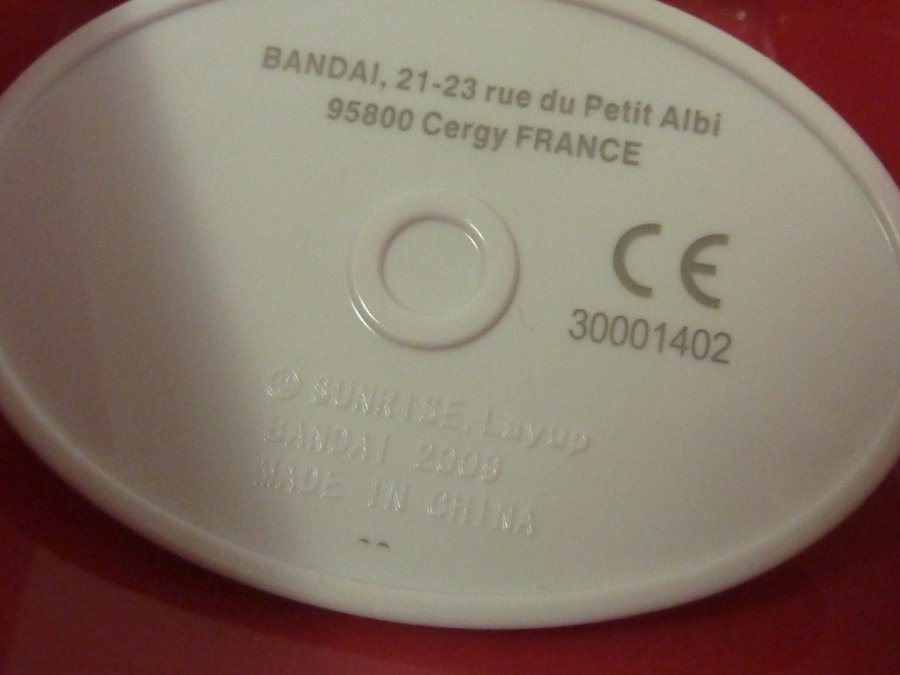 BANDAI, 21-23 rue du Petit Albi
95800 Cergy FRANCE
CE
30001402
Ⓟ SUNRISE, Layup
BANDAI 2009
MADE IN CHINA